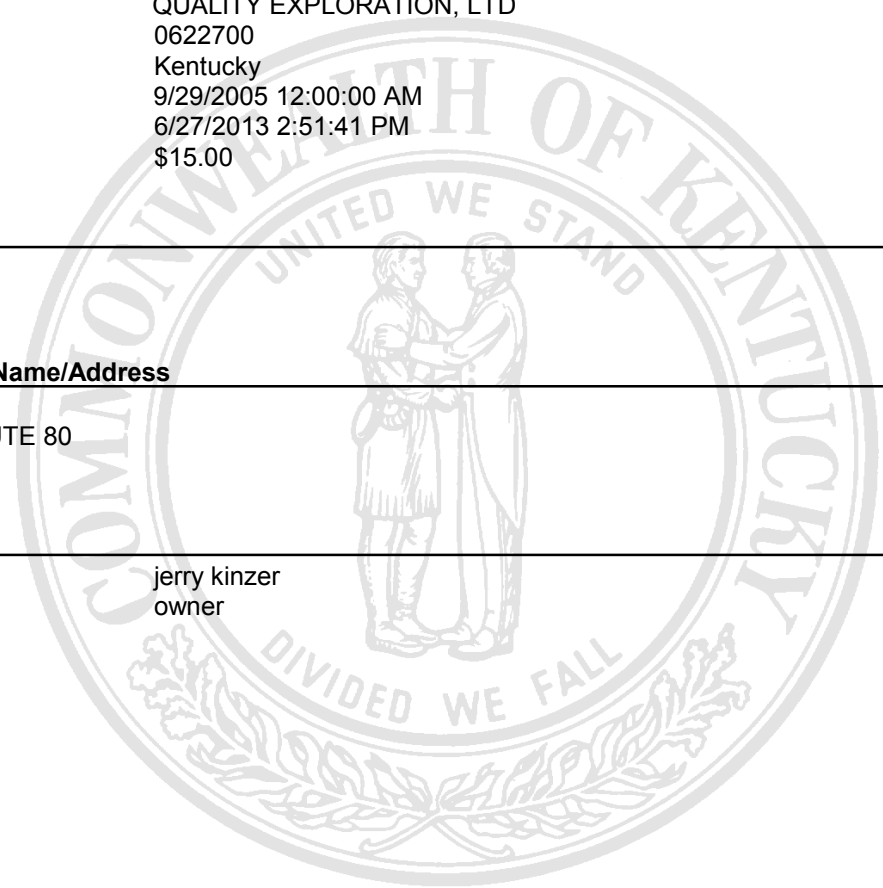 QUALITY EXPLORATION, LTD
0622700
Kentucky
9/29/2005 12:00:00 AM
6/27/2013 2:51:41 PM
$15.00
COMMONWEALTH OF KENTUCKY
UNITED WE STAND
Name/Address
UTE 80
jerry kinzer
owner
DIVIDED WE FALL